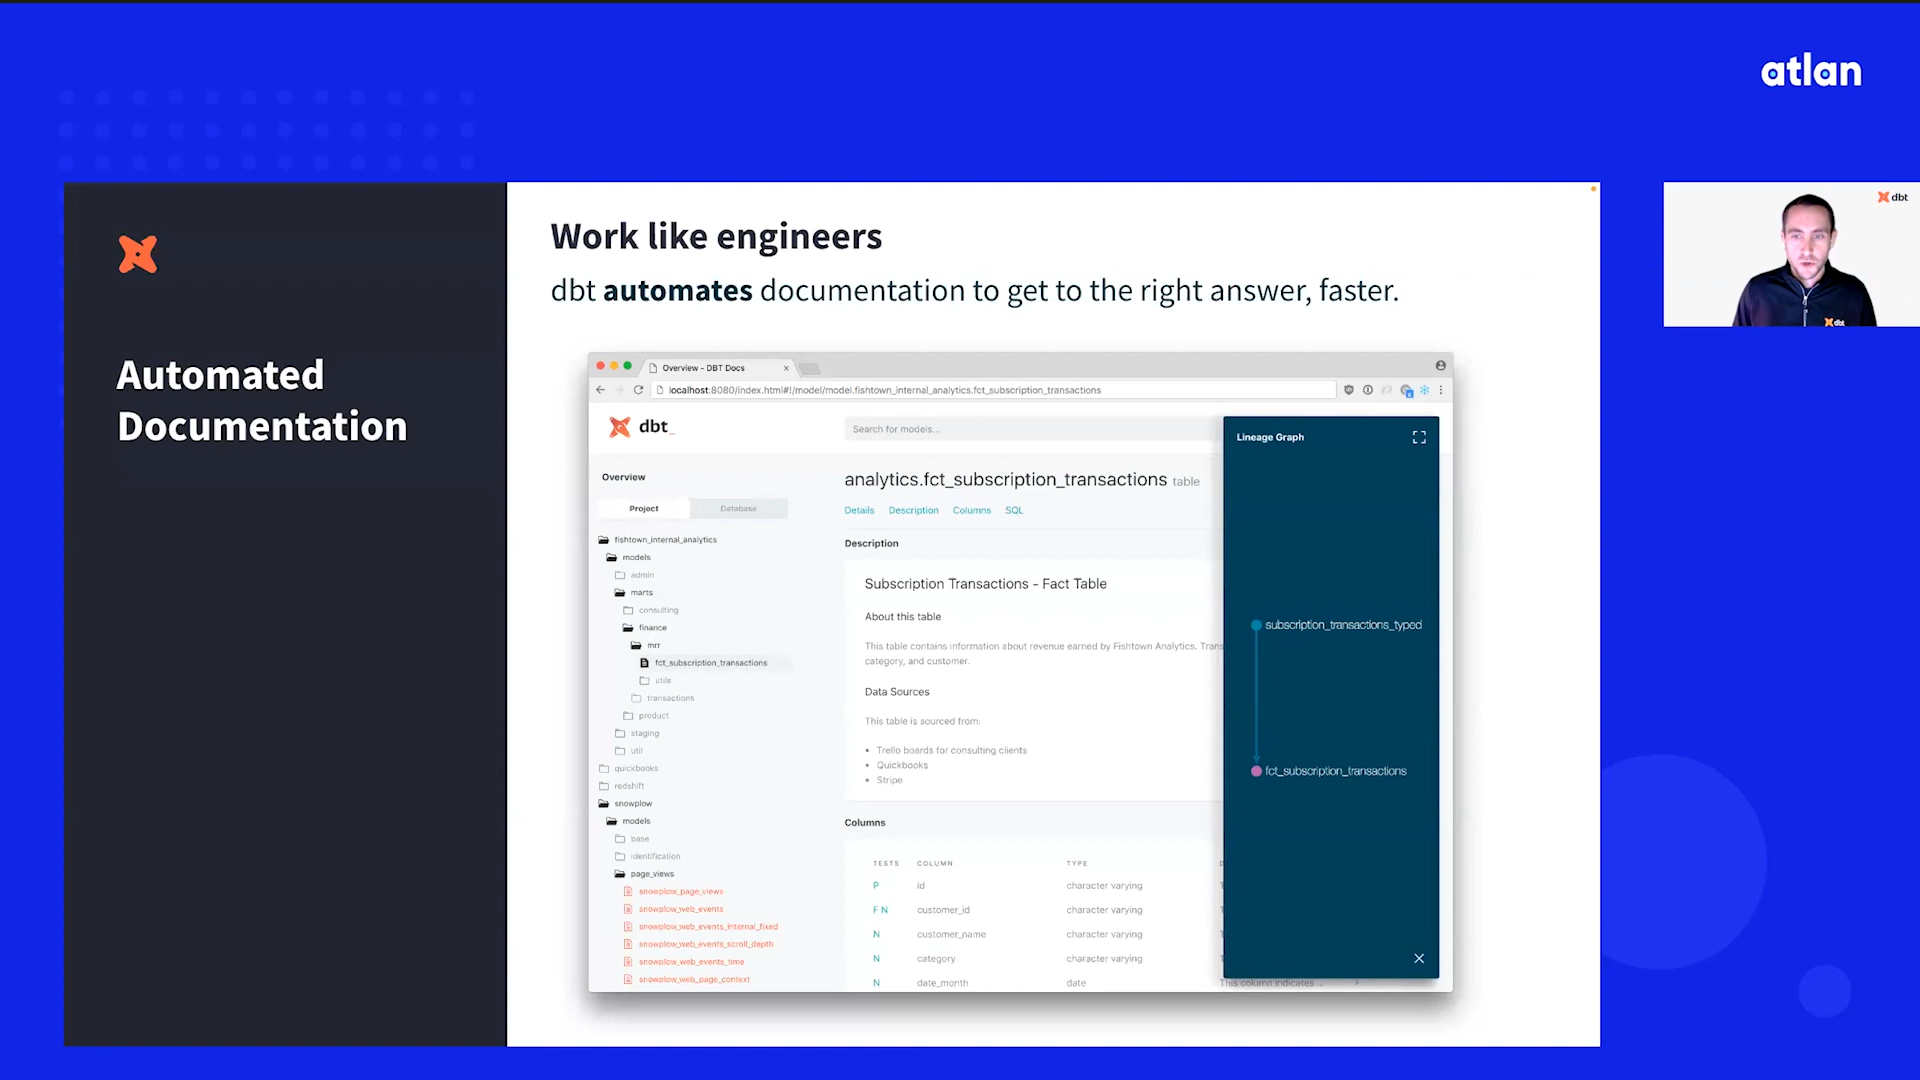 atlan
dbt
dbt
Automated
Documentation
Work like engineers
dbt automates documentation to get to the right answer, faster.
Overview - DBT Docs
localhost:8080/index.html#!/model/model.fishtown_internal_analytics.fct_subscription_transactions
dbt_
Search for models...
Overview
Project
Database
fishtown_internal_analytics
models
admin
marts
consulting
finance
mrr
fct_subscription_transactions
utils
transactions
product
staging
util
quickbooks
redshift
snowplow
models
base
identification
page_views
snowplow_page_views
snowplow_web_events
snowplow_web_events_internal_fixed
snowplow_web_events_scroll_depth
snowplow_web_events_time
snowplow_web_page_context
analytics.fct_subscription_transactions table
Details Description Columns SQL
Description
Subscription Transactions - Fact Table
About this table
This table contains information about revenue earned by Fishtown Analytics. Trans
category, and customer.
Data Sources
This table is sourced from:
• Trello boards for consulting clients
• Quickbooks
• Stripe
Columns
TESTS COLUMN TYPE
P id character varying
F N customer_id character varying
N customer_name character varying
N category character varying
N date_month date This column indicates ... >
Lineage Graph
subscription_transactions_typed
fct_subscription_transactions